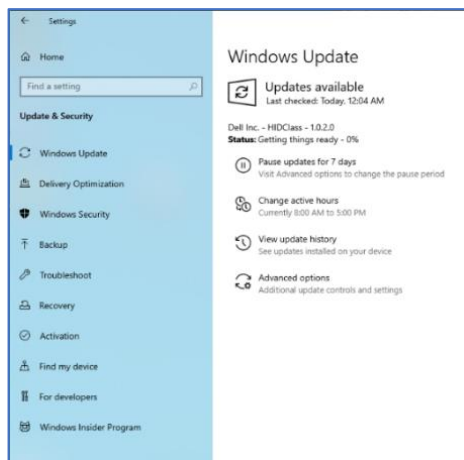 Settings
Home
Find a setting
Update & Security
Windows Update
Delivery Optimization
Windows Security
Backup
Troubleshoot
Recovery
Activation
Find my device
For developers
Windows Insider Program
Windows Update
Updates available
Last checked: Today, 12:04 AM
Dell Inc. - HIDClass - 1.0.2.0
Status: Getting things ready - 0%
Pause updates for 7 days
Visit Advanced options to change the pause period
Change active hours
Currently 8:00 AM to 5:00 PM
View update history
See updates installed on your device
Advanced options
Additional update controls and settings